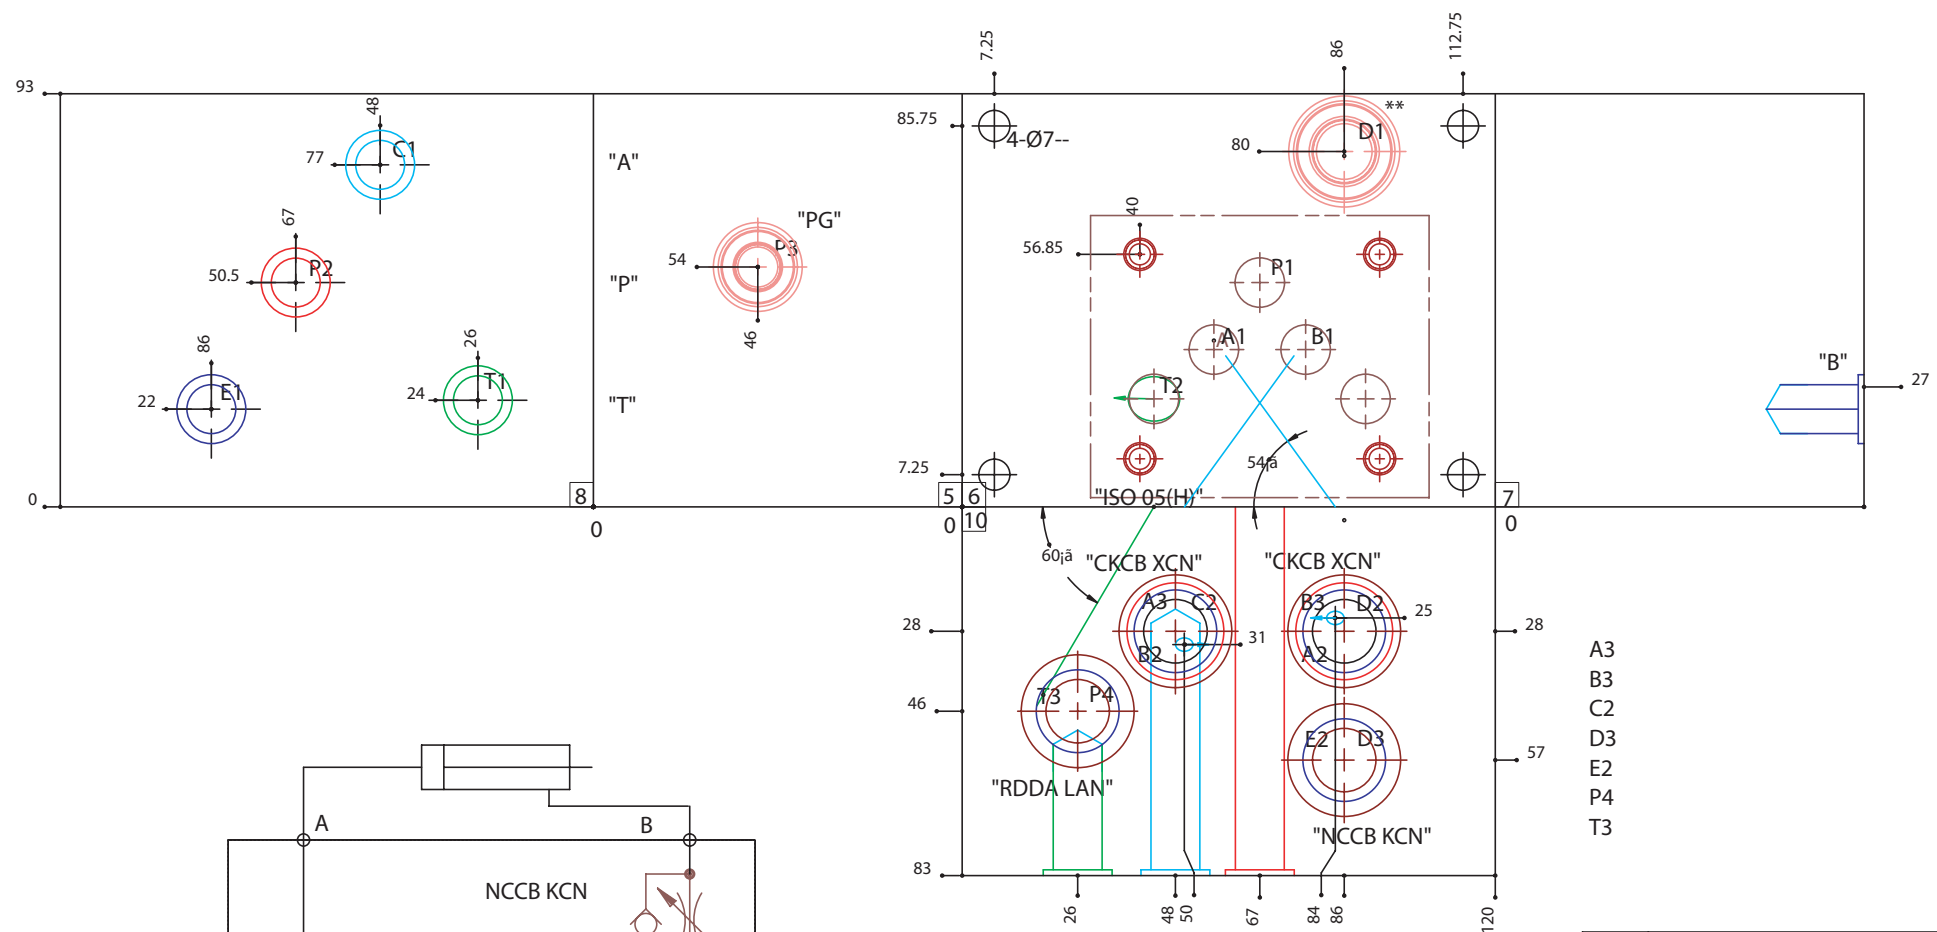 7.25
86
112.75
93
48
C1
77
"A"
85.75
4-Ø7--
**
D1
80
67
P2
50.5
"P"
"PG"
P3
54
46
40
56.85
P1
A
A1
B1
86
E1
22
26
T1
24
"T"
T2
54¡ã
"B"
27
7.25
0
8
5
6
7
"ISO 05(H)"
0
0
10
0
60¡ã
"CKCB XCN"
"CKCB XCN"
A3
C2
B3
D2
25
28
31
28
B2
A2
A3
B3
C2
D3
E2
P4
T3
46
T3
P4
E2
D3
57
"RDDA LAN"
"NCCB KCN"
A
B
83
NCCB KCN
26
48
50
67
84
86
120